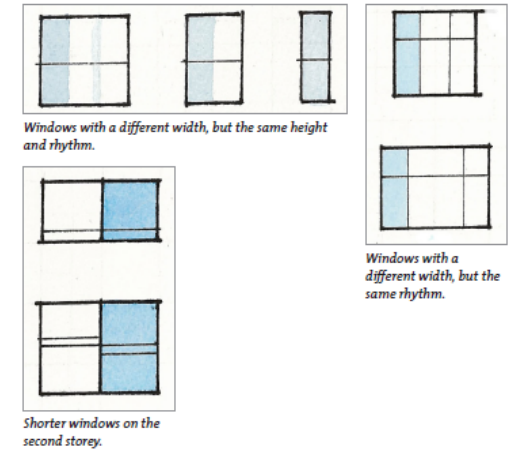 Windows with a different width, but the same height
and rhythm.
Windows with a
different width, but the
same rhythm.
Shorter windows on the
second storey.